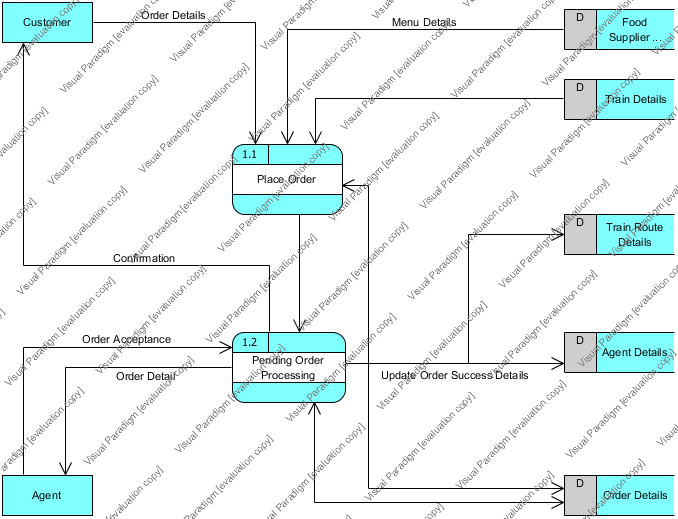 Customer
Order Details
Menu Details
D
Food
Supplier ...
D
Train Details
1.1
Place Order
D
Train Route
Details
Confirmation
Order Acceptance
1.2
Pending Order
Processing
Order Detail
Update Order Success Details
D
Agent Details
Agent
D
Order Details
Visual Paradigm [evaluation copy]